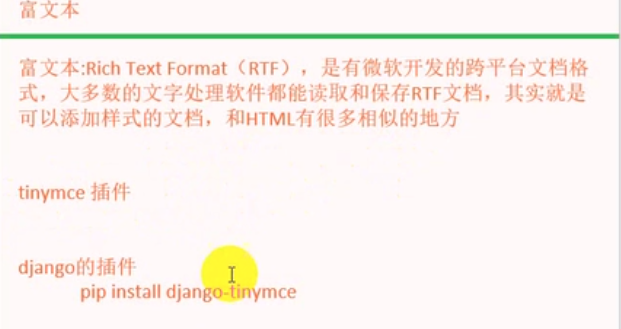 富文本
富文本:Rich Text Format（RTF），是有微软开发的跨平台文档格
式，大多数的文字处理软件都能读取和保存RTF文档，其实就是
可以添加样式的文档，和HTML有很多相似的地方
tinymce 插件
django的插件
pip install django-tinymce